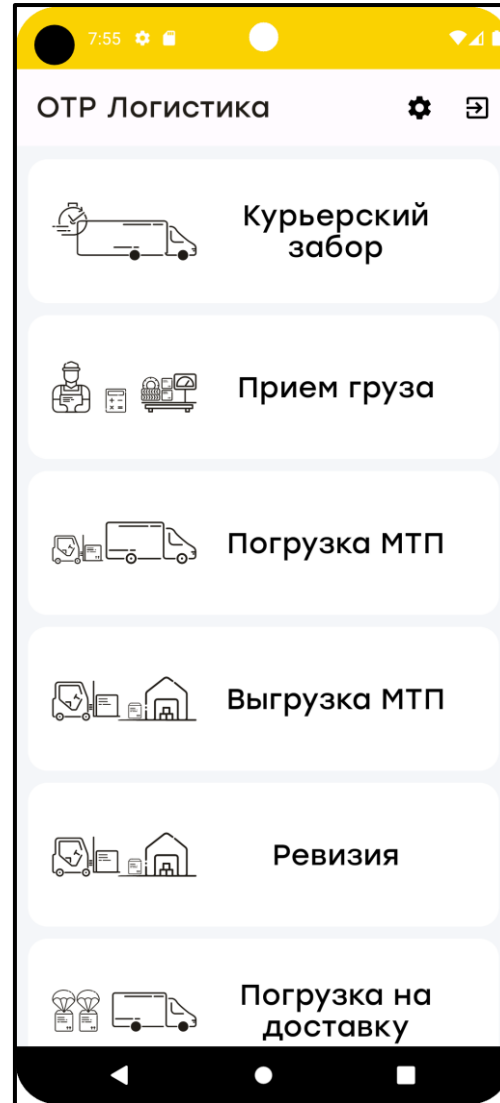 7:55
ОТР Логистика
Курьерский
забор
Прием груза
Погрузка МТП
Выгрузка МТП
Ревизия
Погрузка на
доставку